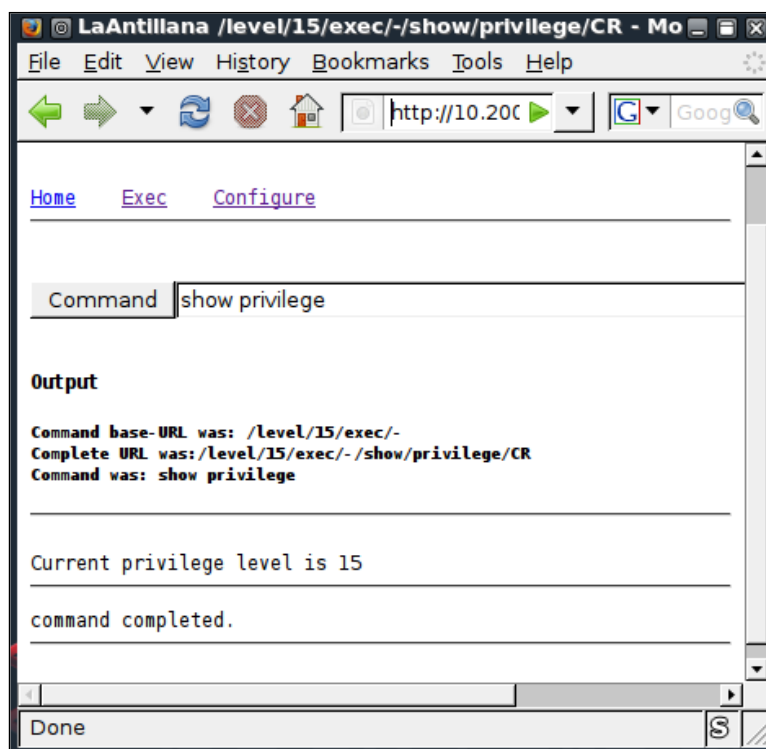 LaAntillana /level/15/exec/-/show/privilege/CR - Mo
File Edit View History Bookmarks Tools Help
http://10.200 G Goog
Home Exec Configure
Command show privilege
Output
Command base-URL was: /level/15/exec/-
Complete URL was:/level/15/exec/-/show/privilege/CR
Command was: show privilege
Current privilege level is 15
command completed.
Done S